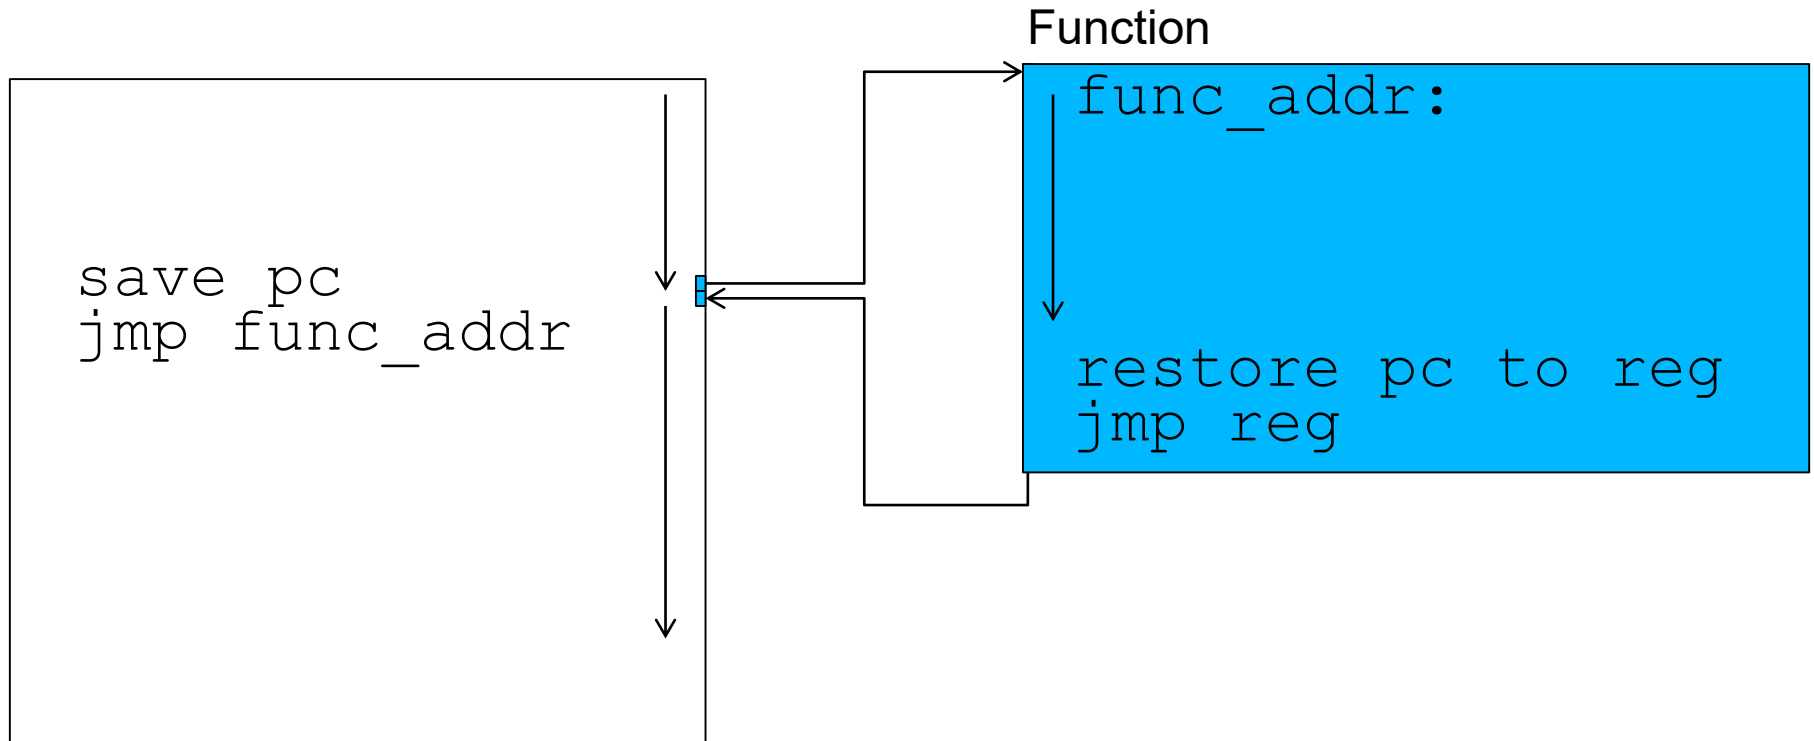 Function
func_addr:
save pc
jmp func_addr
restore pc to reg
jmp reg